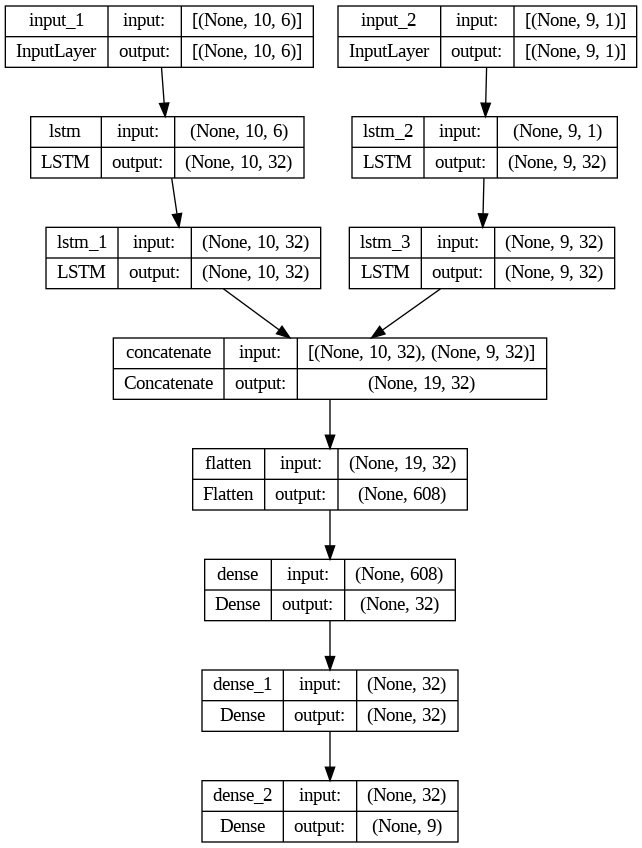 input_1 input: [(None, 10, 6)]
InputLayer output: [(None, 10, 6)]
input_2 input: [(None, 9, 1)]
InputLayer output: [(None, 9, 1)]
lstm input: (None, 10, 6)
LSTM output: (None, 10, 32)
lstm_2 input: (None, 9, 1)
LSTM output: (None, 9, 32)
lstm_1 input: (None, 10, 32)
LSTM output: (None, 10, 32)
lstm_3 input: (None, 9, 32)
LSTM output: (None, 9, 32)
concatenate input: [(None, 10, 32), (None, 9, 32)]
Concatenate output: (None, 19, 32)
flatten input: (None, 19, 32)
Flatten output: (None, 608)
dense input: (None, 608)
Dense output: (None, 32)
dense_1 input: (None, 32)
Dense output: (None, 32)
dense_2 input: (None, 32)
Dense output: (None, 9)